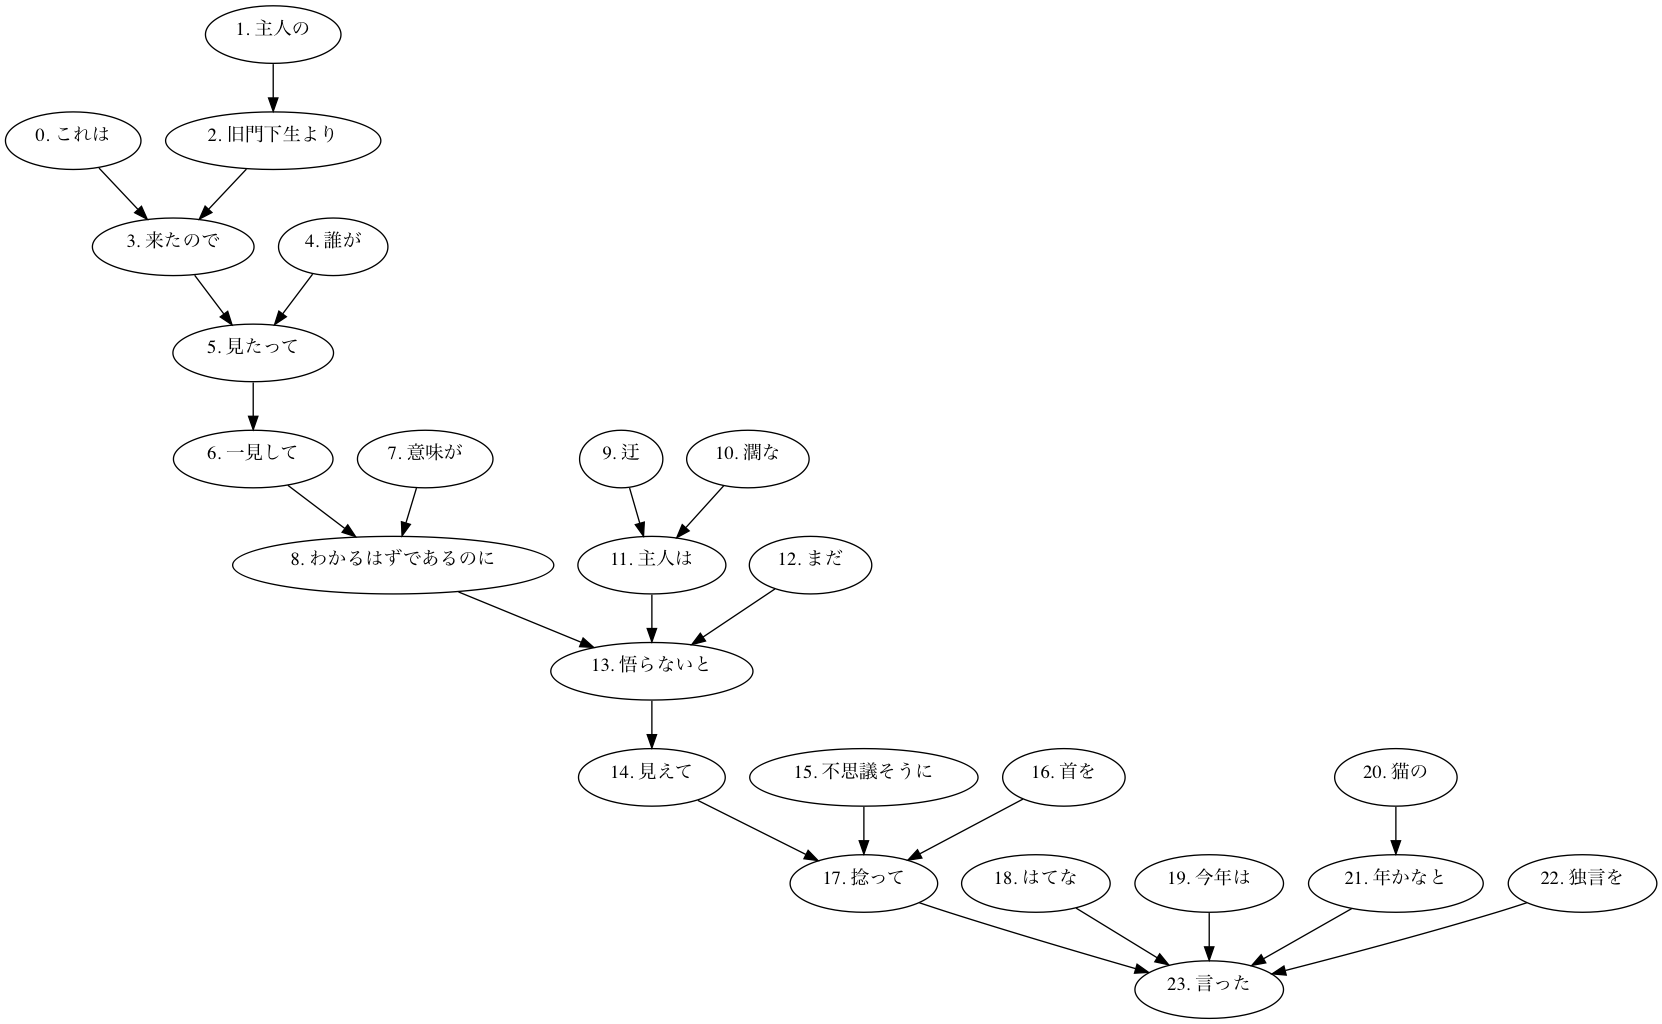 1. 主人の
0. これは
2. 旧門下生より
3. 来たので
4. 誰が
5. 見たって
6. 一見して
7. 意味が
9. 迂
10. 濶な
8. わかるはずであるのに
11. 主人は
12. まだ
13. 悟らないと
14. 見えて
15. 不思議そうに
16. 首を
20. 猫の
17. 捻って
18. はてな
19. 今年は
21. 年かなと
22. 独言を
23. 言った